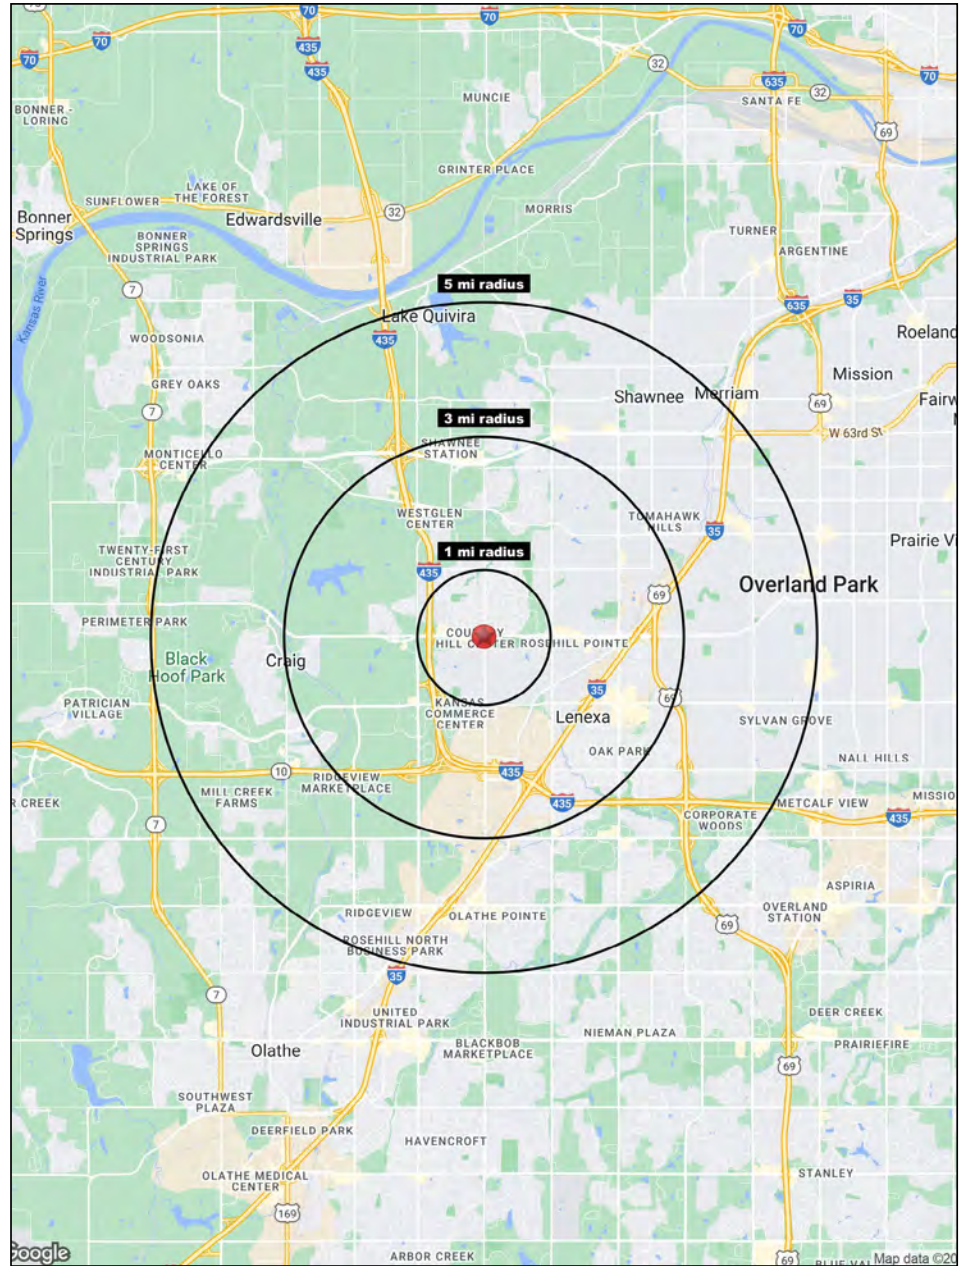 70
70
70
435
70
70
435
32
635
70
MUNCIE
32
SANTA FE
BONNER -
LORING
69
GRINTER PLACE
LAKE OF
THE FOREST
SUNFLOWER
Bonner
Springs
Edwardsville
32
MORRIS
BONNER
SPRINGS
INDUSTRIAL PARK
TURNER
ARGENTINE
Kansas River
7
5 mi radius
635
35
Lake Quivira
435
WOODSONIA
Roeland
Mission
GREY OAKS
Shawnee
Merriam
69
Fairw
7
3 mi radius
W 63rd St
MONTICELLO
CENTER
SHAWNEE
STATION
WESTGLEN
CENTER
TOMAHAWK
HILLS
35
Prairie Vi
TWENTY-FIRST
CENTURY
INDUSTRIAL PARK
1 mi radius
435
69
Overland Park
PERIMETER PARK
HILL CENTER
ROSEHILL POINTE
Black
Hoof Park
Craig
PATRICIAN
VILLAGE
KANSAS
COMMERCE
CENTER
35
69
Lenexa
SYLVAN GROVE
OAK PARK
NALL HILLS
10
RIDGEVIEW
MARKETPLACE
435
R CREEK
MILL CREEK
FARMS
435
METCALF VIEW
MISSIO
7
CORPORATE
WOODS
435
ASPIRIA
RIDGEVIEW
OLATHE POINTE
OVERLAND
STATION
69
ROSEHILL NORTH
BUSINESS PARK
35
7
UNITED
INDUSTRIAL PARK
DEER CREEK
NIEMAN PLAZA
Olathe
BLACKBOB
MARKETPLACE
PRAIRIEFIRE
69
SOUTHWEST
PLAZA
DEERFIELD PARK
HAVENCROFT
OLATHE MEDICAL
CENTER
STANLEY
169
Google
ARBOR CREEK
69
Map data ©20